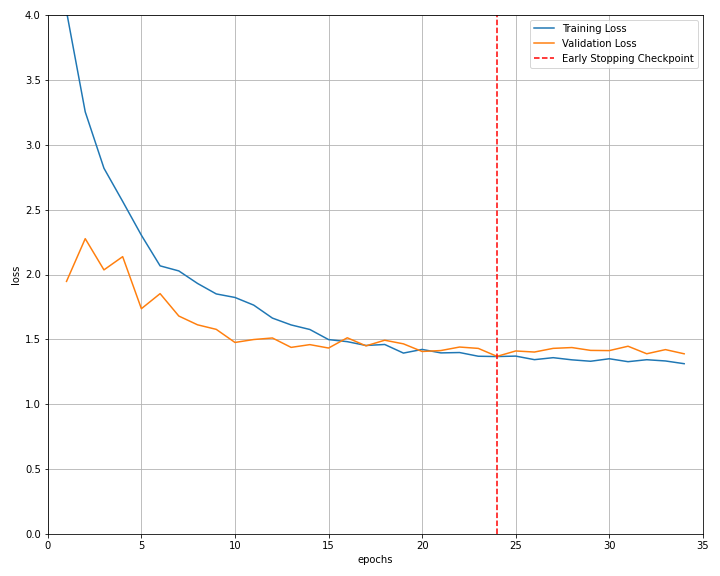 4.0
3.5
3.0
2.5
2.0
1.5
1.0
0.5
0.0
loss
Training Loss
Validation Loss
Early Stopping Checkpoint
0 5 10 15 20 25 30 35
epochs